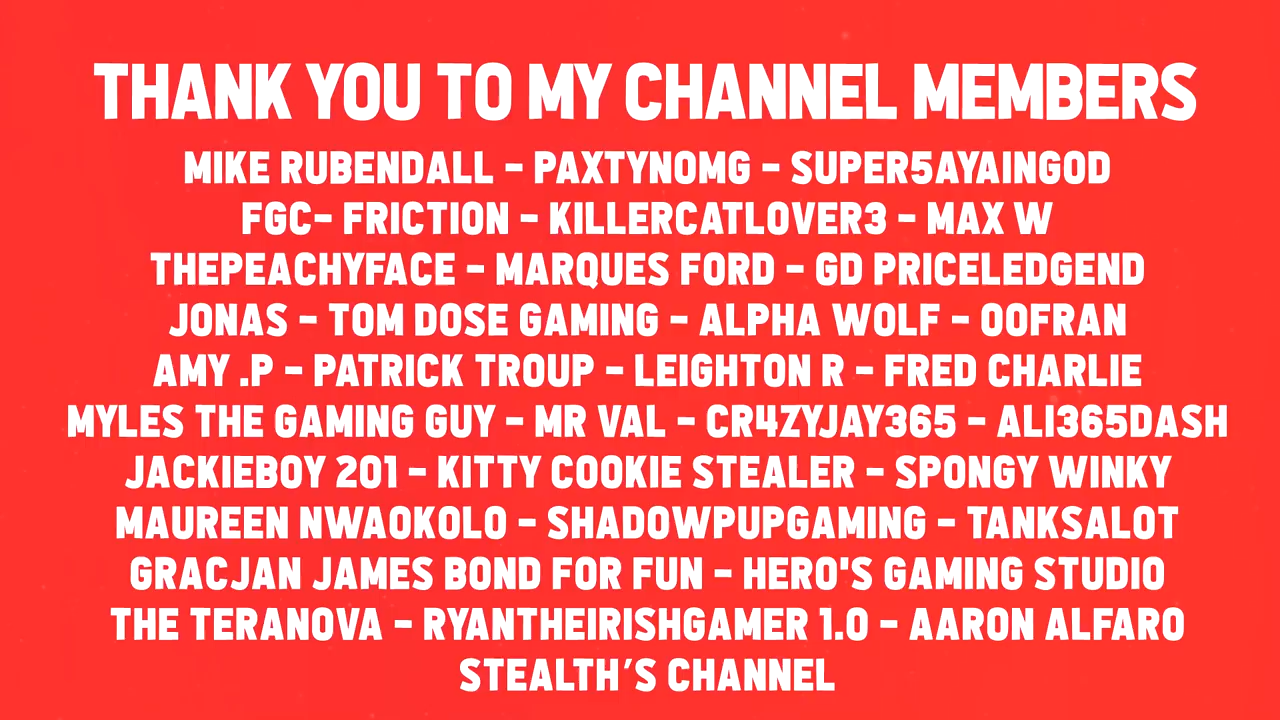 THANK YOU TO MY CHANNEL MEMBERS
MIKE RUBENDALL - PAXTYNOMG - SUPER5AYAINGOD
FGC- FRICTION - KILLERCATLOVER3 - MAX W
THEPEACHYFACE - MARQUES FORD - GD PRICELEDGEND
JONAS - TOM DOSE GAMING - ALPHA WOLF - OOFRAN
AMY .P - PATRICK TROUP - LEIGHTON R - FRED CHARLIE
MYLES THE GAMING GUY - MR VAL - CR4ZYJAY365 - ALI365DASH
JACKIEBOY 201 - KITTY COOKIE STEALER - SPONGY WINKY
MAUREEN NWAOKOLO - SHADOWPUPGAMING - TANKSALOT
GRACJAN JAMES BOND FOR FUN - HERO'S GAMING STUDIO
THE TERANOVA - RYANTHEIRISHGAMER 1.0 - AARON ALFARO
STEALTH'S CHANNEL